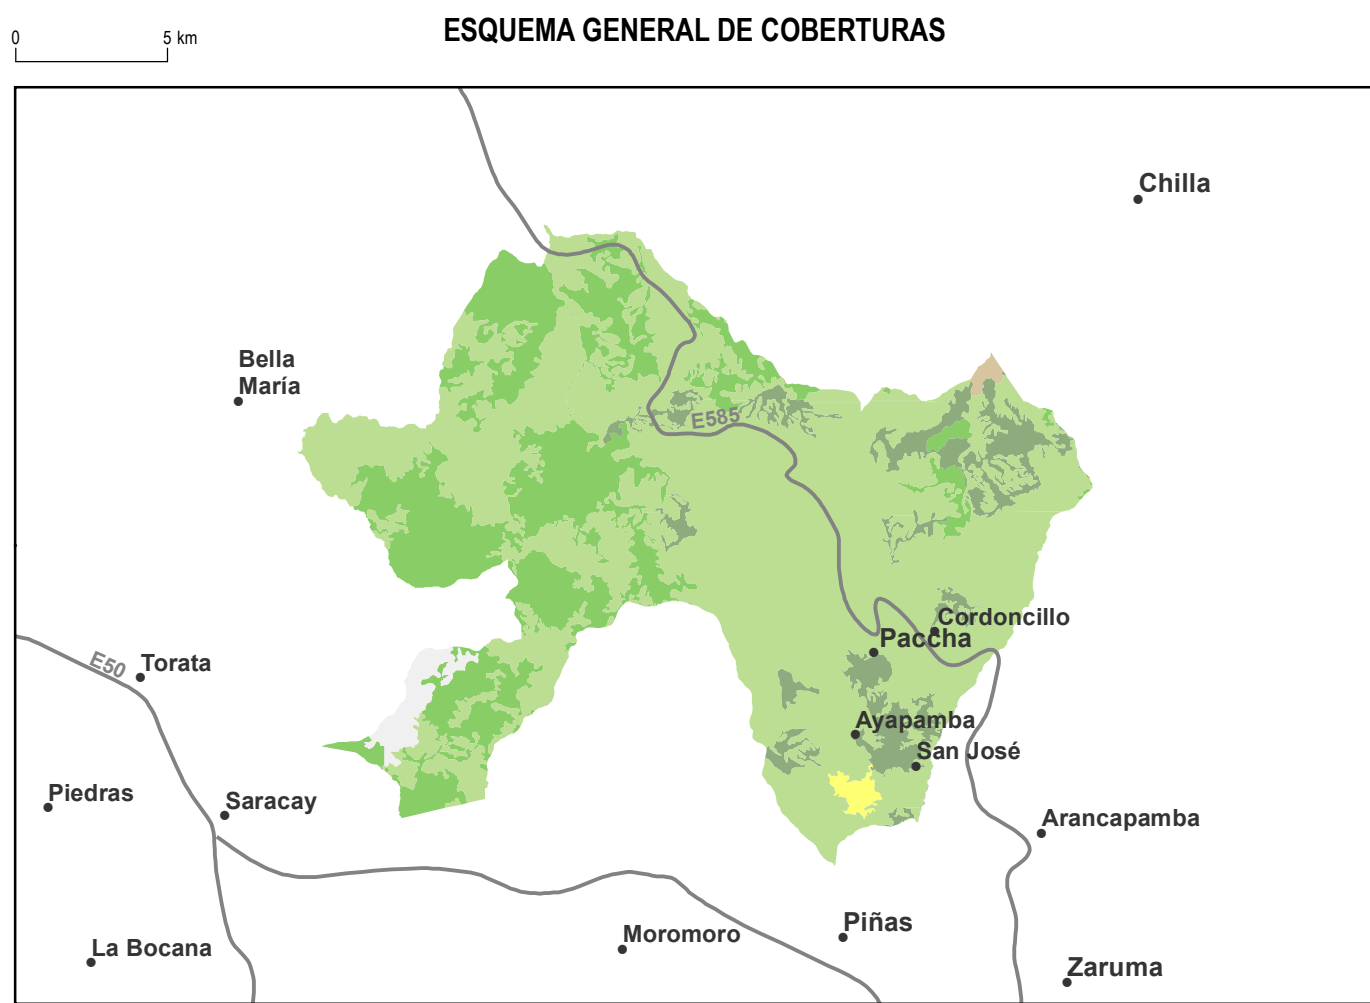 ESQUEMA GENERAL DE COBERTURAS
0 5 km
Chilla
Bella
María
E585
Cordoncillo
Paccha
E50
Torata
Ayapamba
San José
Piedras
Saracay
Arancapamba
Piñas
Moromoro
La Bocana
Zaruma